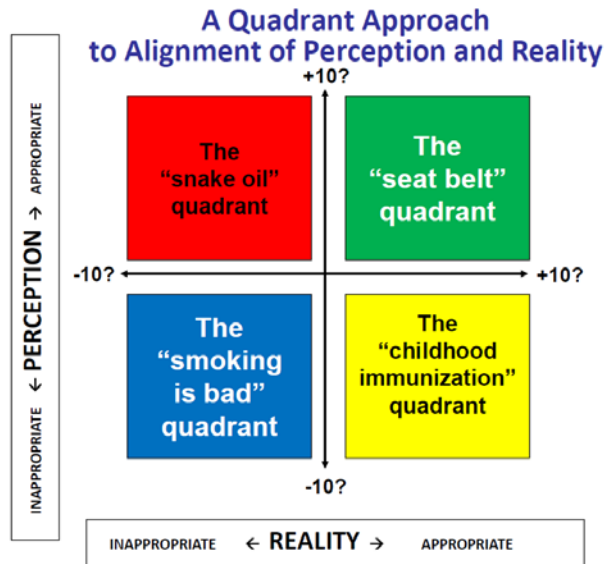 A Quadrant Approach
to Alignment of Perception and Reality
+10?
The
“snake oil”
quadrant
The
“seat belt”
quadrant
-10?
+10?
The
“smoking
is bad”
quadrant
The
“childhood
immunization”
quadrant
-10?
INAPPROPRIATE ← PERCEPTION → APPROPRIATE
INAPPROPRIATE ← REALITY → APPROPRIATE